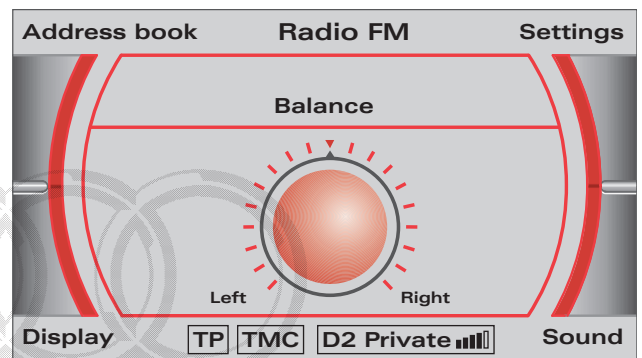 Address book Radio FM Settings
Balance
Left Right
Display TP TMC D2 Private Sound